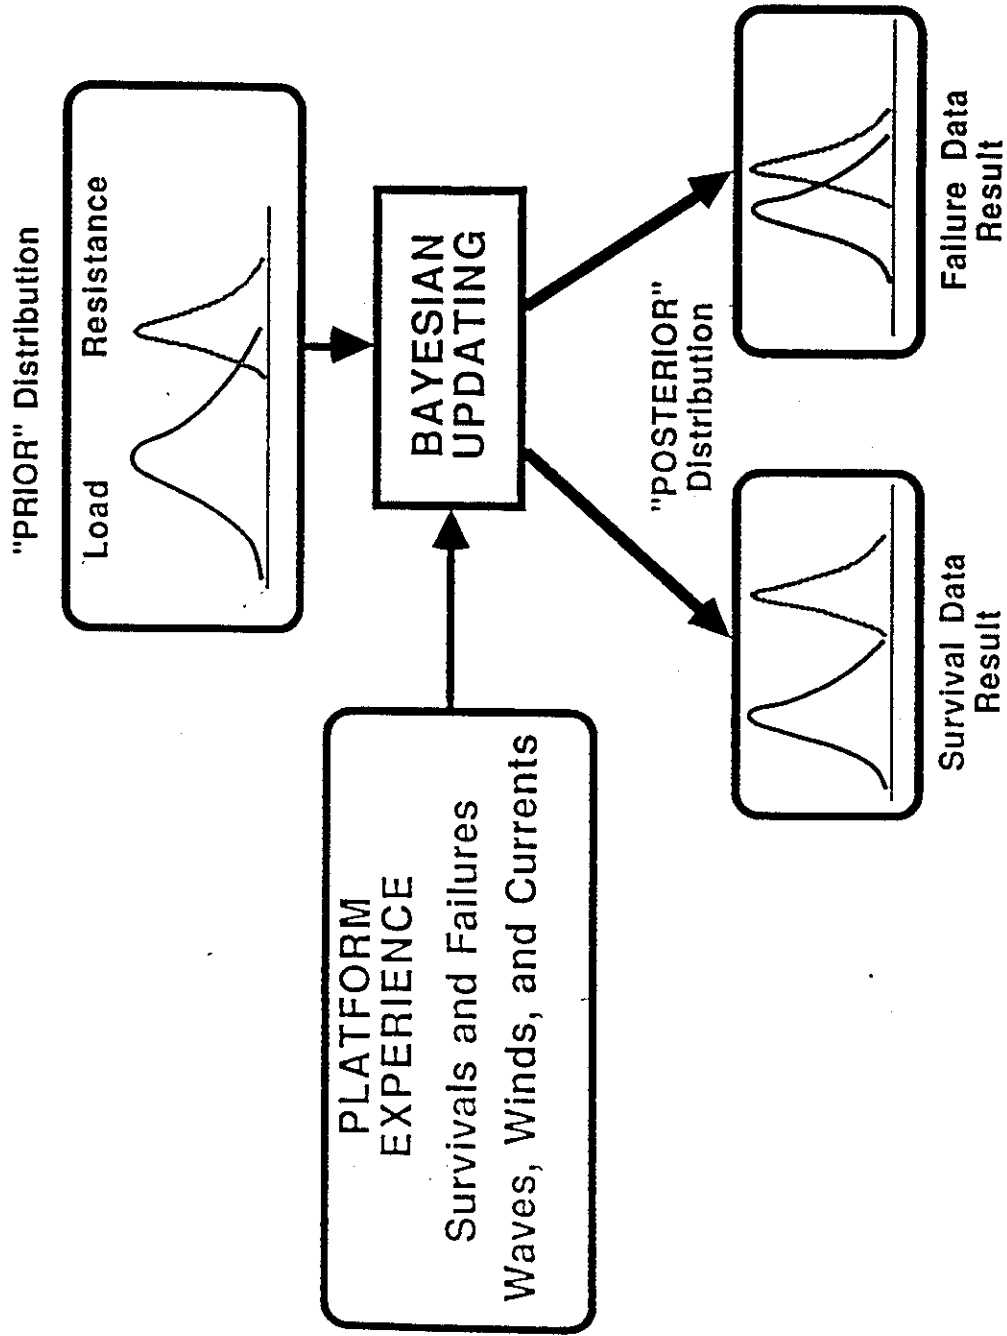 "PRIOR" Distribution
Load
Resistance
PLATFORM
EXPERIENCE
Survivals and Failures
Waves, Winds, and Currents
BAYESIAN
UPDATING
"POSTERIOR"
Distribution
Survival Data
Result
Failure Data
Result